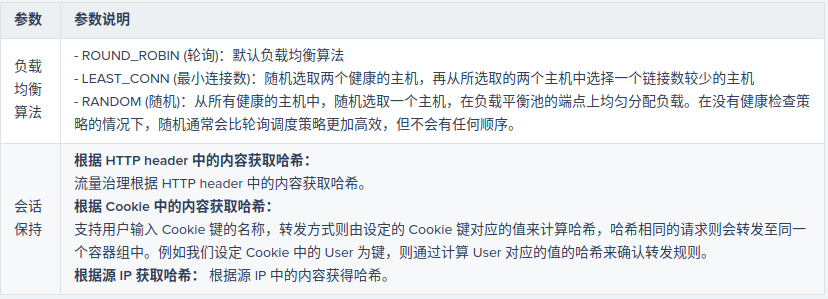 参数 参数说明
负载
均衡
算法
- ROUND_ROBIN (轮询)：默认负载均衡算法
- LEAST_CONN (最小连接数)：随机选取两个健康的主机，再从所选取的两个主机中选择一个链接数较少的主机
- RANDOM (随机)：从所有健康的主机中，随机选取一个主机，在负载平衡池的端点上均匀分配负载。在没有健康检查策
略的情况下，随机通常会比轮询调度策略更加高效，但不会有任何顺序。
会话
保持
根据 HTTP header 中的内容获取哈希：
流量治理根据 HTTP header 中的内容获取哈希。
根据 Cookie 中的内容获取哈希：
支持用户输入 Cookie 键的名称，转发方式则由设定的 Cookie 键对应的值来计算哈希，哈希相同的请求则会转发至同一
个容器组中。例如我们设定 Cookie 中的 User 为键，则通过计算 User 对应的值的哈希来确认转发规则。
根据源 IP 获取哈希： 根据源 IP 中的内容获得哈希。